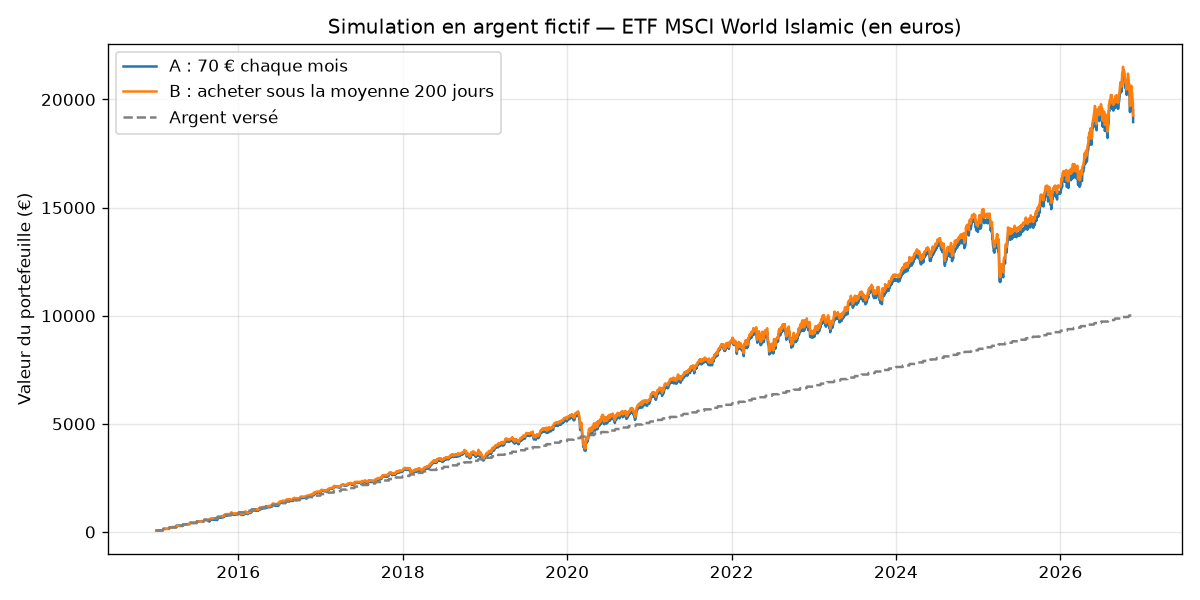 Simulation en argent fictif — ETF MSCI World Islamic (en euros)
A : 70 € chaque mois
B : acheter sous la moyenne 200 jours
Argent versé
Valeur du portefeuille (€)
20000
15000
10000
5000
0
2016
2018
2020
2022
2024
2026